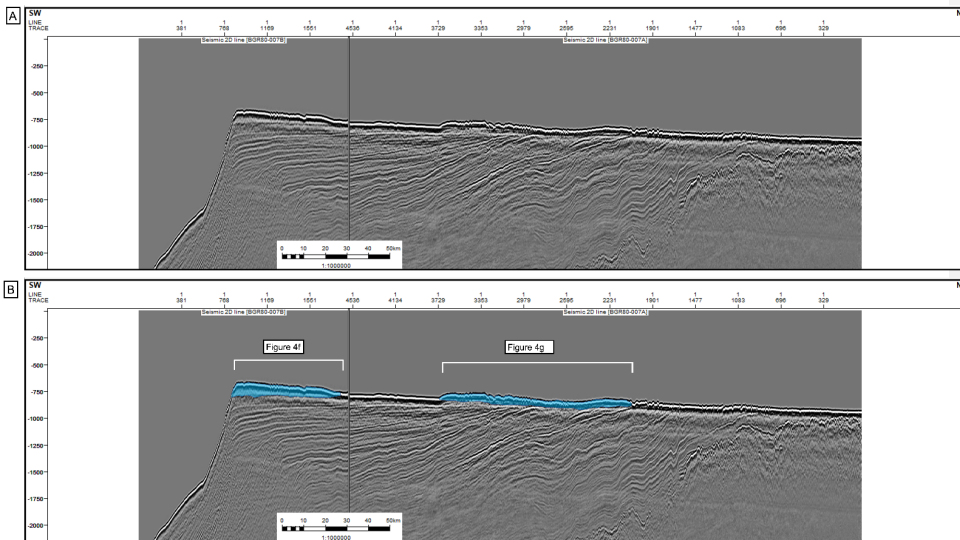 A
SW
N
LINE 1 1 1 1 1 1 1 1 1 1 1 1 1 1 1 1
TRACE 381 768 1169 1551 4536 4134 3729 3353 2979 2595 2231 1901 1477 1083 696 329
Seismic 2D line [BGR80-007B] Seismic 2D line [BGR80-007A]
-250
-500
-750
-1000
-1250
-1500
-1750
-2000
0 10 20 30 40 50km
1:1000000
B
SW
N
LINE 1 1 1 1 1 1 1 1 1 1 1 1 1 1 1 1
TRACE 381 768 1169 1551 4536 4134 3729 3353 2979 2595 2231 1901 1477 1083 696 329
Seismic 2D line [BGR80-007B] Seismic 2D line [BGR80-007A]
-250
Figure 4f Figure 4g
-500
-750
-1000
-1250
-1500
-1750
-2000
0 10 20 30 40 50km
1:1000000